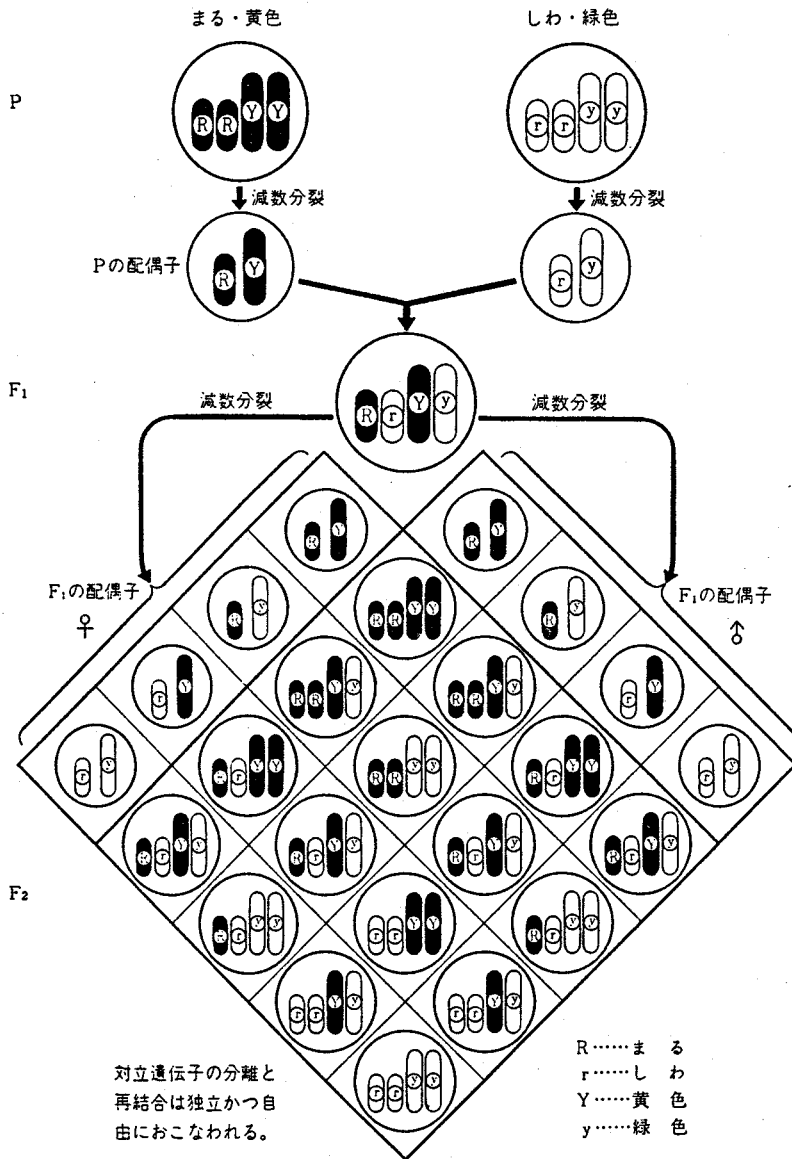 まる・黄色
しわ・緑色
P
R R Y Y
r r y y
減数分裂
減数分裂
Pの配偶子
R Y
r y
F₁
減数分裂
R r Y y
減数分裂
R Y
R Y
F₁の配偶子
♀
R y
R R Y Y
R y
F₁の配偶子
♂
r Y
R R Y y
R R Y y
r Y
r y
R r Y Y
R R y y
R r Y Y
r y
R r Y y
R r Y y
R r Y y
R r Y y
F₂
R r y y
r r Y Y
R r y y
r r Y y
r r Y y
r r y y
対立遺伝子の分離と
再結合は独立かつ自
由におこなわれる。
R……まる
r……しわ
Y……黄色
y……緑色